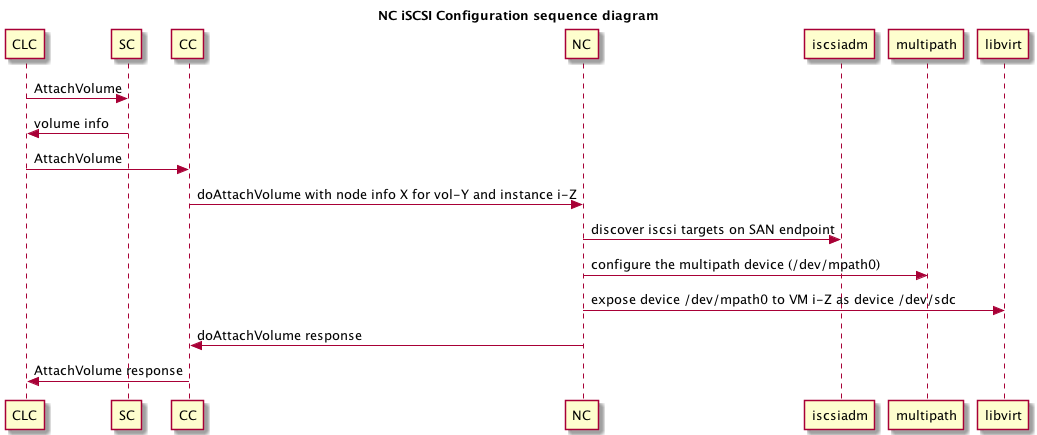 NC iSCSI Configuration sequence diagram
CLC SC CC NC iscsiadm multipath libvirt
AttachVolume
volume info
AttachVolume
doAttachVolume with node info X for vol-Y and instance i-Z
discover iscsi targets on SAN endpoint
configure the multipath device (/dev/mpath0)
expose device /dev/mpath0 to VM i-Z as device /dev/sdc
doAttachVolume response
AttachVolume response
CLC SC CC NC iscsiadm multipath libvirt